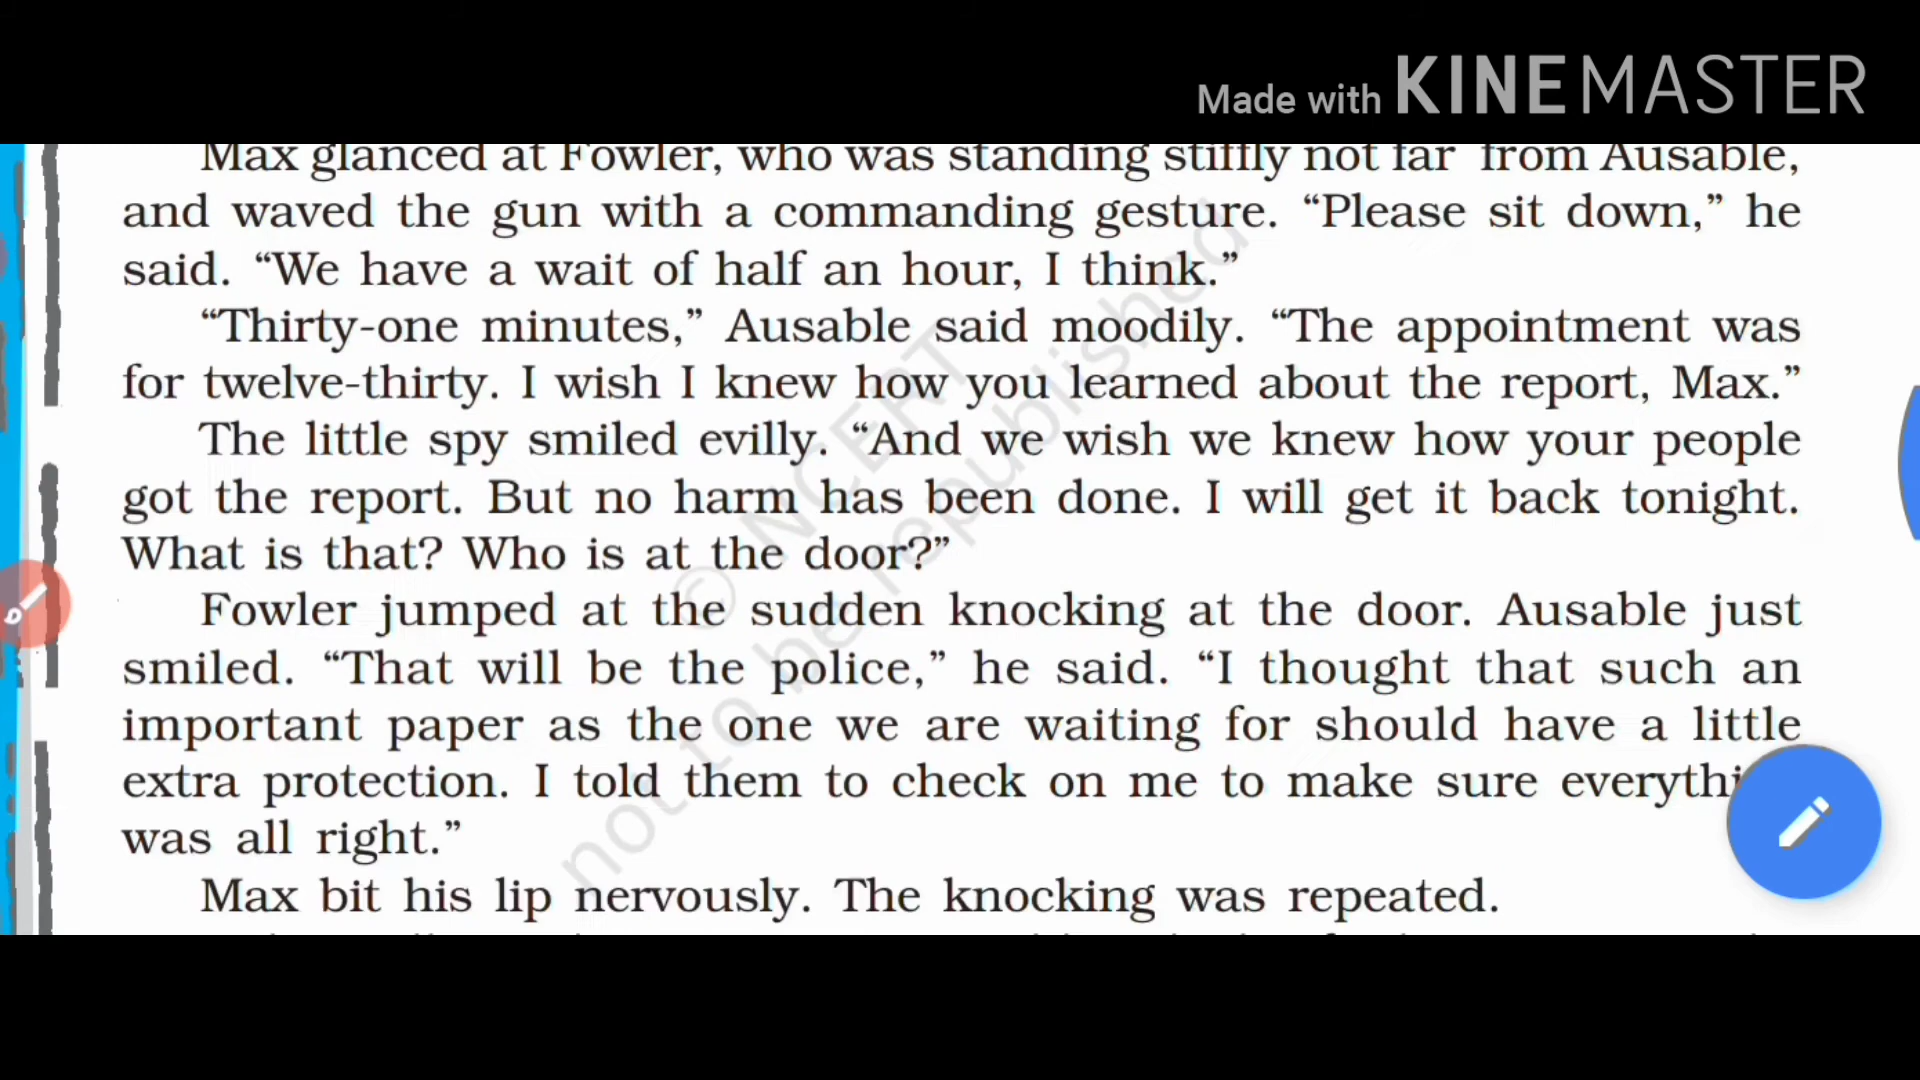 Made with KINEMASTER
Max glanced at Fowler, who was standing stiffly not far from Ausable,
and waved the gun with a commanding gesture. “Please sit down,” he
said. “We have a wait of half an hour, I think.”
“Thirty-one minutes,” Ausable said moodily. “The appointment was
for twelve-thirty. I wish I knew how you learned about the report, Max.”
The little spy smiled evilly. “And we wish we knew how your people
got the report. But no harm has been done. I will get it back tonight.
What is that? Who is at the door?”
Fowler jumped at the sudden knocking at the door. Ausable just
smiled. “That will be the police,” he said. “I thought that such an
important paper as the one we are waiting for should have a little
extra protection. I told them to check on me to make sure everythi
was all right.”
Max bit his lip nervously. The knocking was repeated.
© NCERT
not to be republished